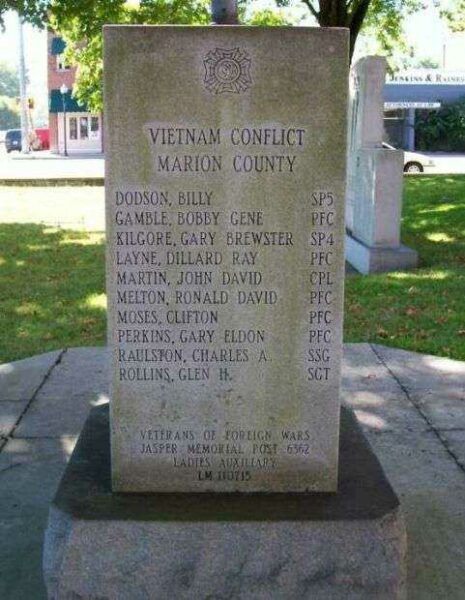 JENKINS & RAINES
VIETNAM CONFLICT
MARION COUNTY
DODSON, BILLY SP5
GAMBLE, BOBBY GENE PFC
KILGORE, GARY BREWSTER SP4
LAYNE, DILLARD RAY PFC
MARTIN, JOHN DAVID CPL
MELTON, RONALD DAVID PFC
MOSES, CLIFTON PFC
PERKINS, GARY ELDON PFC
RAULSTON, CHARLES A. SSG
ROLLINS, GLEN H. SGT
VETERANS OF FOREIGN WARS
JASPER MEMORIAL POST 6362
LADIES AUXILIARY
LM 110715